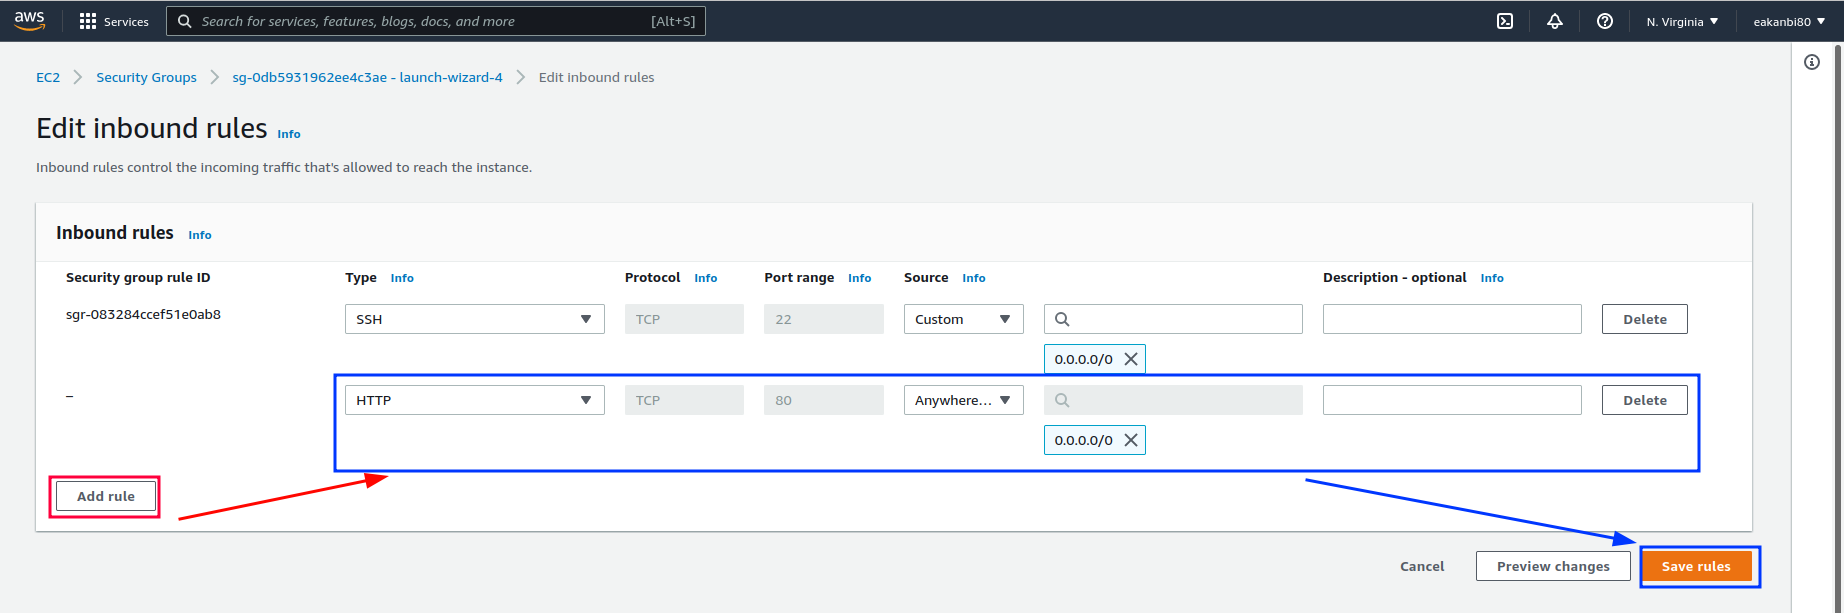 aws Services Search for services, features, blogs, docs, and more [Alt+S] N. Virginia eakanbi80
EC2 Security Groups sg-0db5931962ee4c3ae - launch-wizard-4 Edit inbound rules
Edit inbound rules Info
Inbound rules control the incoming traffic that's allowed to reach the instance.
Inbound rules Info
Security group rule ID Type Info Protocol Info Port range Info Source Info Description - optional Info
sgr-083284ccef51e0ab8 SSH TCP 22 Custom Delete
0.0.0.0/0
– HTTP TCP 80 Anywhere... Delete
0.0.0.0/0
Add rule
Cancel Preview changes Save rules